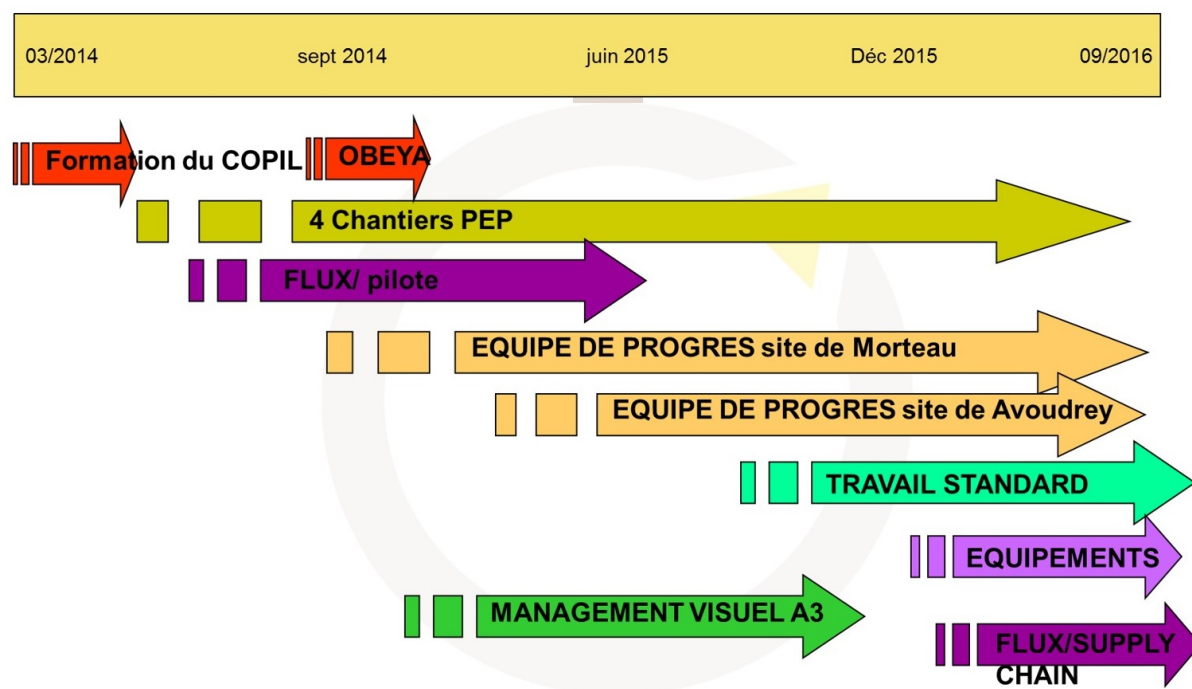 03/2014 sept 2014 juin 2015 Déc 2015 09/2016
Formation du COPIL OBEYA
4 Chantiers PEP
FLUX/ pilote
EQUIPE DE PROGRES site de Morteau
EQUIPE DE PROGRES site de Avoudrey
TRAVAIL STANDARD
EQUIPEMENTS
MANAGEMENT VISUEL A3
FLUX/SUPPLY
CHAIN